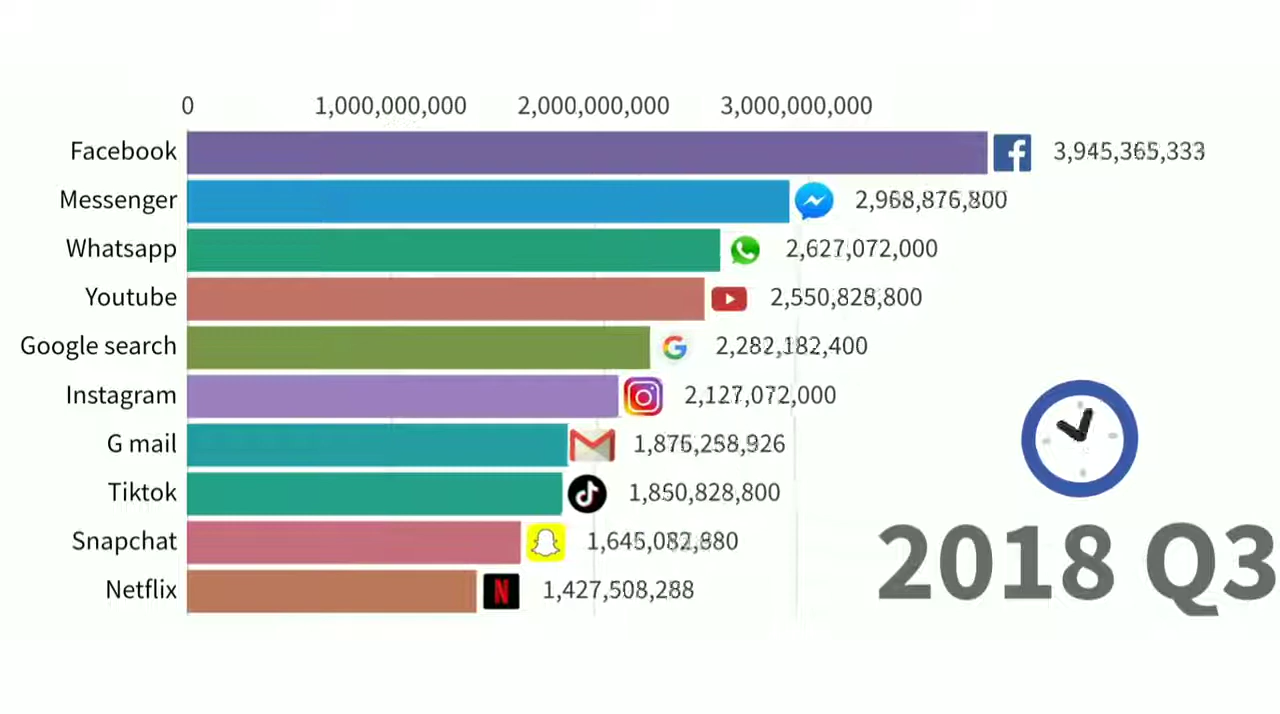 0 1,000,000,000 2,000,000,000 3,000,000,000
Facebook 3,945,365,333
Messenger 2,968,876,800
Whatsapp 2,627,072,000
Youtube 2,550,828,800
Google search 2,282,182,400
Instagram 2,127,072,000
G mail 1,876,258,926
Tiktok 1,850,828,800
Snapchat 1,645,082,880
Netflix 1,427,508,288
2018 Q3